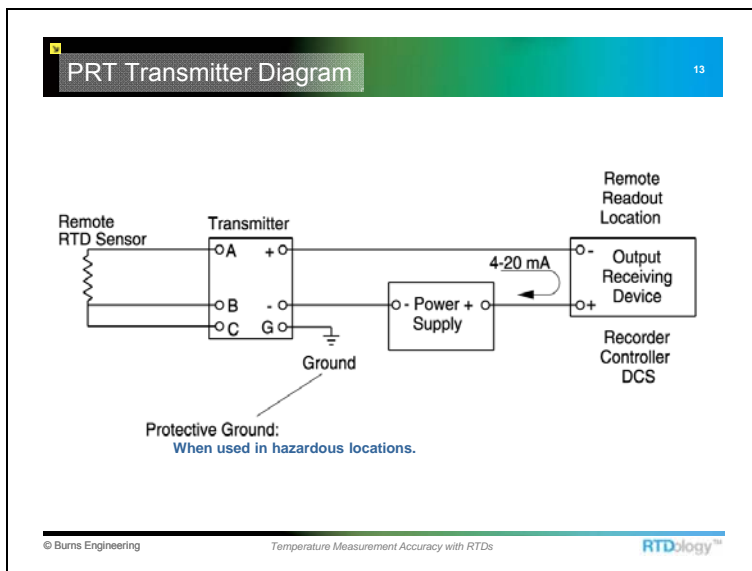 PRT Transmitter Diagram
13
Remote
Readout
Location
Remote
RTD Sensor
Transmitter
A
+
B
-
C
G
Ground
4-20 mA
- Power +
Supply
-
Output
Receiving
Device
+
Recorder
Controller
DCS
Protective Ground:
When used in hazardous locations.
© Burns Engineering
Temperature Measurement Accuracy with RTDs
RTDology™